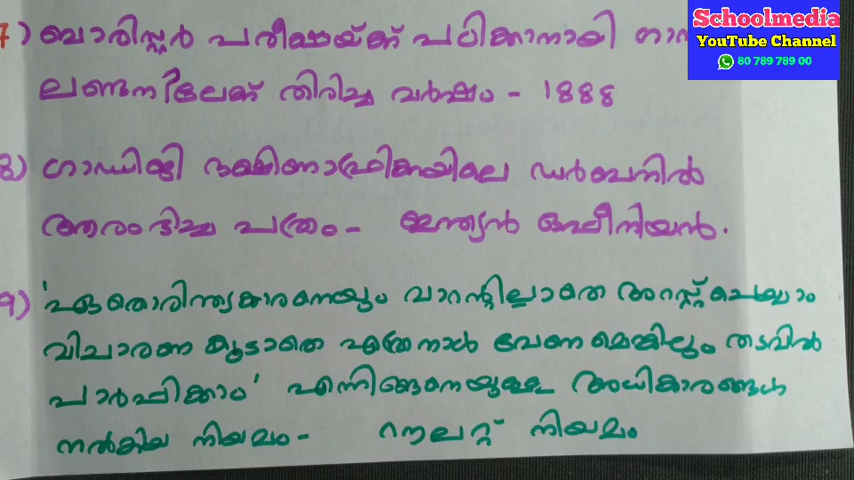 7) ബാരിസ്റ്റർ പരീക്ഷയ്ക്ക് പഠിക്കാനായി
ലണ്ടനിലേക്ക് തിരിച്ച വർഷം - 1888
8) ഗാന്ധിജി ദക്ഷിണാഫ്രിക്കയിലെ ഡർബനിൽ
ആരംഭിച്ച പത്രം - ഇന്ത്യൻ ഒപ്പീനിയൻ.
9) 'ഏതൊരിന്ത്യക്കാരനെയും വാറന്റില്ലാതെ അറസ്റ്റ് ചെയ്യാം
വിചാരണ കൂടാതെ എത്രനാൾ വേണമെങ്കിലും തടവിൽ
പാർപ്പിക്കാം' എന്നിങ്ങനെയുള്ള അധികാരങ്ങൾ
നൽകിയ നിയമം - റൗലറ്റ് നിയമം
Schoolmedia
YouTube Channel
80 789 789 00